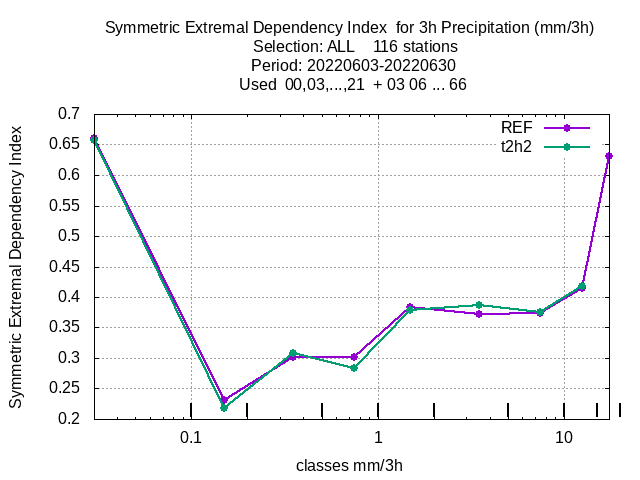 Symmetric Extremal Dependency Index  for 3h Precipitation (mm/3h)
Selection: ALL    116 stations
Period: 20220603-20220630
Used  00,03,...,21  + 03 06 ... 66
REF
t2h2
Symmetric Extremal Dependency Index
0.7
0.65
0.6
0.55
0.5
0.45
0.4
0.35
0.3
0.25
0.2
0.1
1
10
classes mm/3h